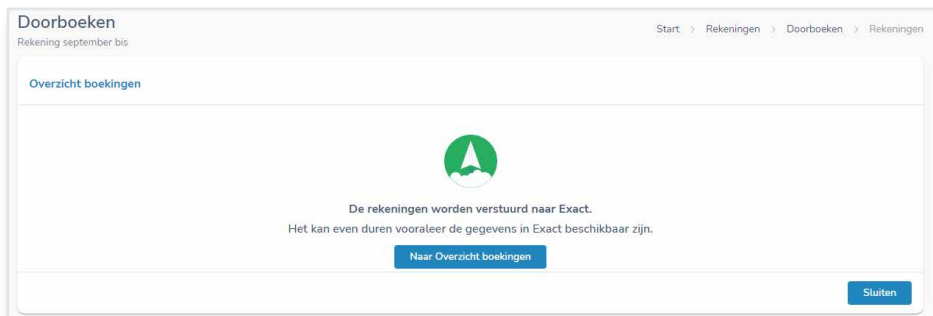 Doorboeken
Rekening september bis
Start > Rekeningen > Doorboeken > Rekeningen
Overzicht boekingen
De rekeningen worden verstuurd naar Exact.
Het kan even duren vooraleer de gegevens in Exact beschikbaar zijn.
Naar Overzicht boekingen
Sluiten